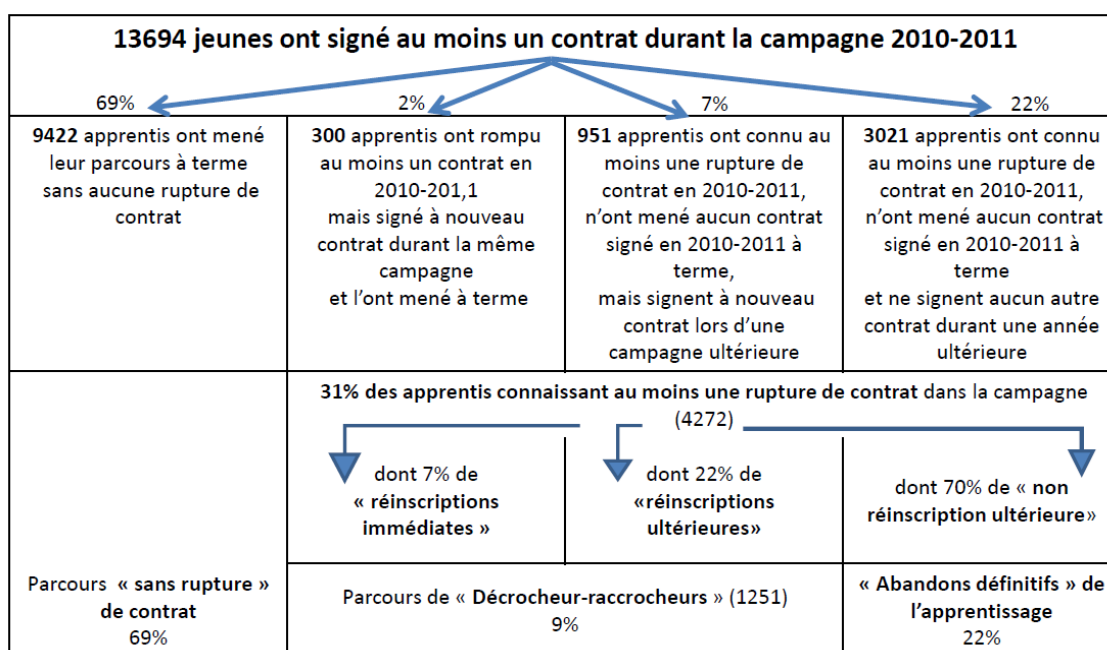 13694 jeunes ont signé au moins un contrat durant la campagne 2010-2011
69%
2%
7%
22%
9422 apprentis ont mené
leur parcours à terme
sans aucune rupture de
contrat
300 apprentis ont rompu
au moins un contrat en
2010-201,1
mais signé à nouveau
contrat durant la même
campagne
et l'ont mené à terme
951 apprentis ont connu au
moins une rupture de
contrat en 2010-2011,
n'ont mené aucun contrat
signé en 2010-2011 à
terme,
mais signent à nouveau
contrat lors d'une
campagne ultérieure
3021 apprentis ont connu
au moins une rupture de
contrat en 2010-2011,
n'ont mené aucun contrat
signé en 2010-2011 à
terme
et ne signent aucun autre
contrat durant une année
ultérieure
31% des apprentis connaissant au moins une rupture de contrat dans la campagne
(4272)
dont 7% de
« réinscriptions
immédiates »
dont 22% de
«réinscriptions
ultérieures»
dont 70% de « non
réinscription ultérieure»
Parcours « sans rupture »
de contrat
69%
Parcours de « Décrocheur-raccrocheurs » (1251)
9%
« Abandons définitifs » de
l'apprentissage
22%